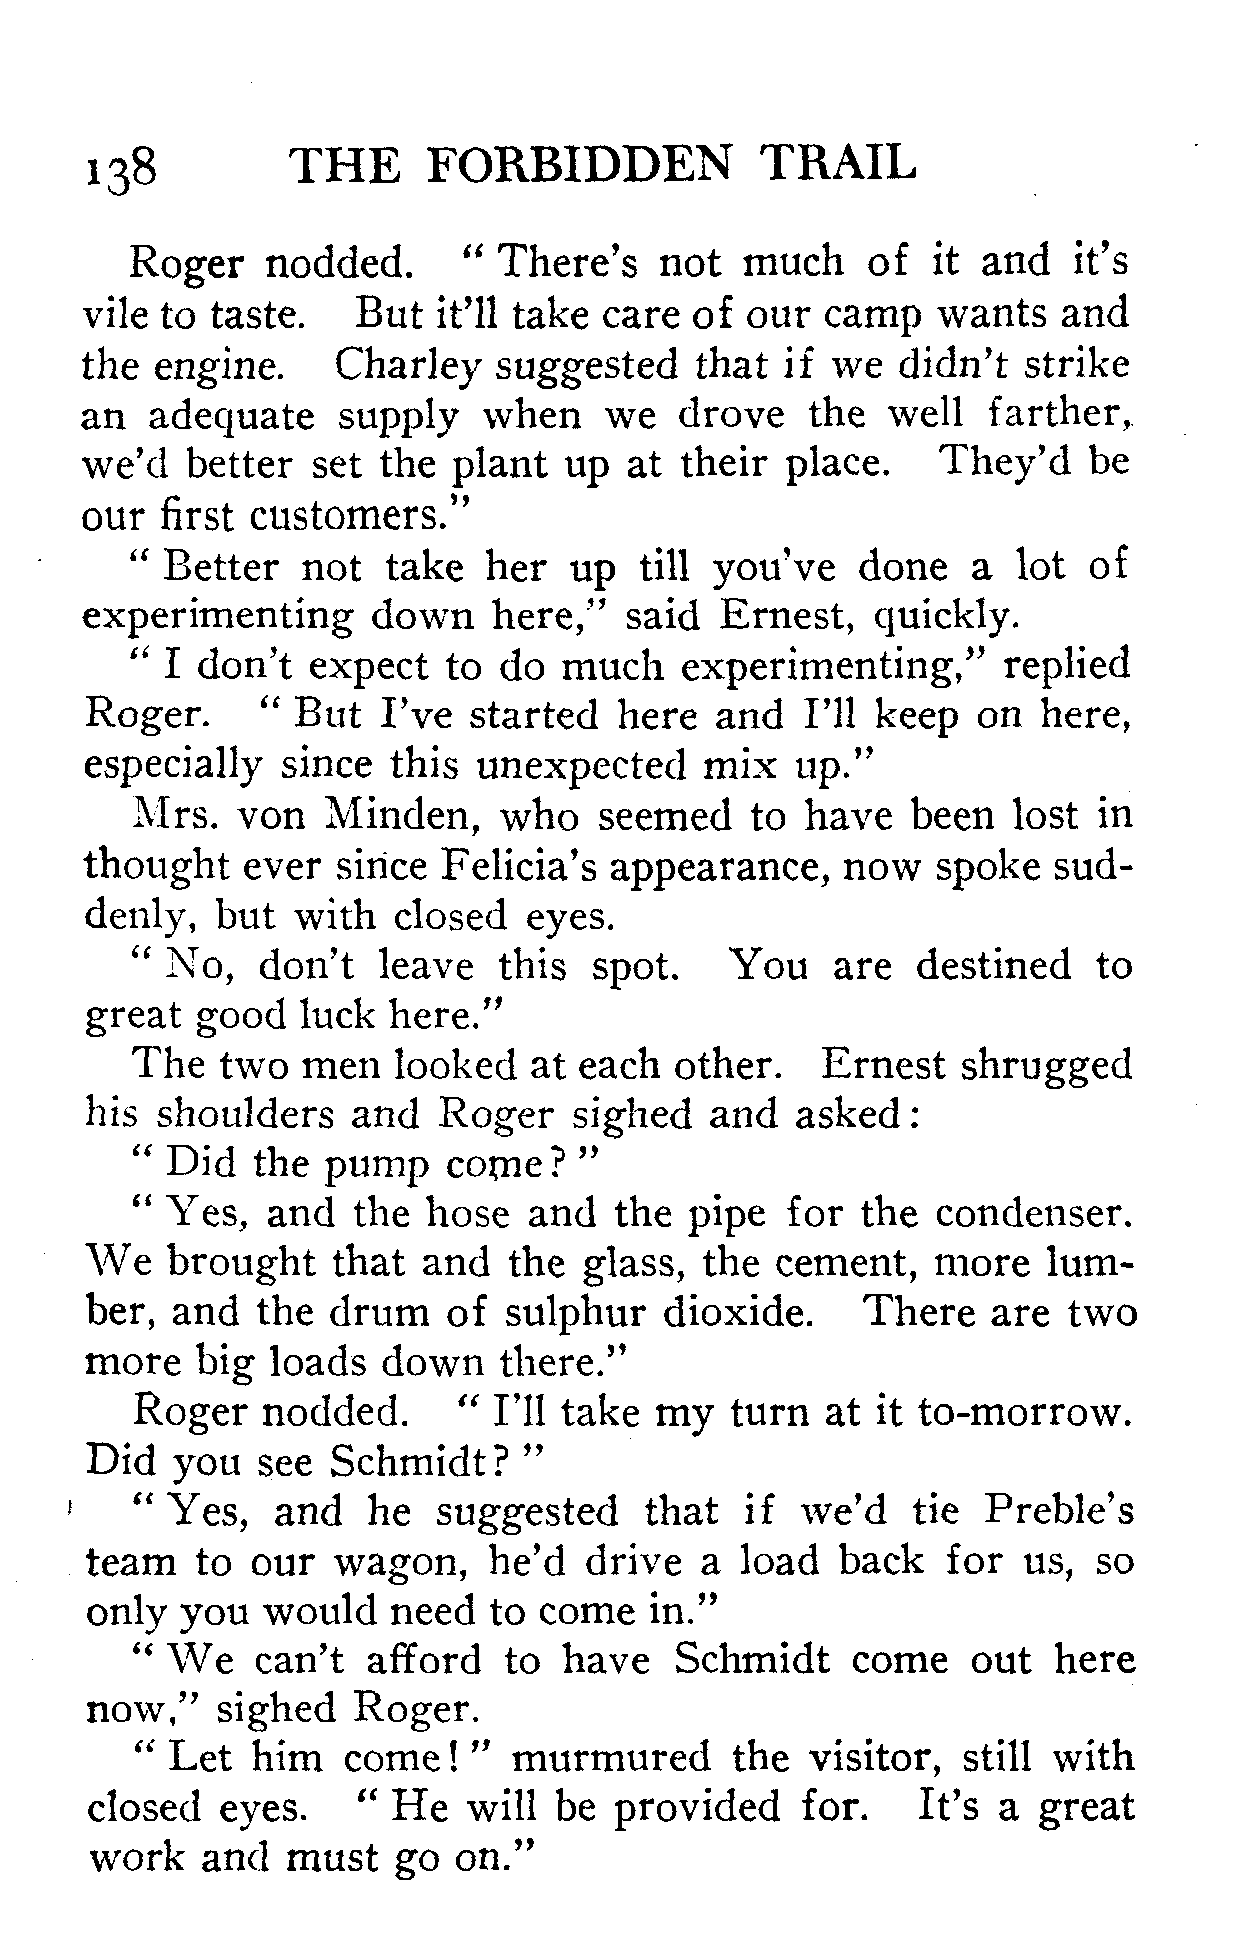 138 THE FORBIDDEN TRAIL
Roger nodded. " There's not much of it and it's
vile to taste. But it'll take care of our camp wants and
the engine. Charley suggested that if we didn't strike
an adequate supply when we drove the well farther,
we'd better set the plant up at their place. They'd be
our first customers."
" Better not take her up till you've done a lot of
experimenting down here," said Ernest, quickly.
" I don't expect to do much experimenting," replied
Roger. " But I've started here and I'll keep on here,
especially since this unexpected mix up."
Mrs. von Minden, who seemed to have been lost in
thought ever since Felicia's appearance, now spoke sud-
denly, but with closed eyes.
" No, don't leave this spot. You are destined to
great good luck here."
The two men looked at each other. Ernest shrugged
his shoulders and Roger sighed and asked:
" Did the pump come? "
" Yes, and the hose and the pipe for the condenser.
We brought that and the glass, the cement, more lum-
ber, and the drum of sulphur dioxide. There are two
more big loads down there."
Roger nodded. " I'll take my turn at it to-morrow.
Did you see Schmidt? "
" Yes, and he suggested that if we'd tie Preble's
team to our wagon, he'd drive a load back for us, so
only you would need to come in."
" We can't afford to have Schmidt come out here
now," sighed Roger.
" Let him come! " murmured the visitor, still with
closed eyes. " He will be provided for. It's a great
work and must go on."